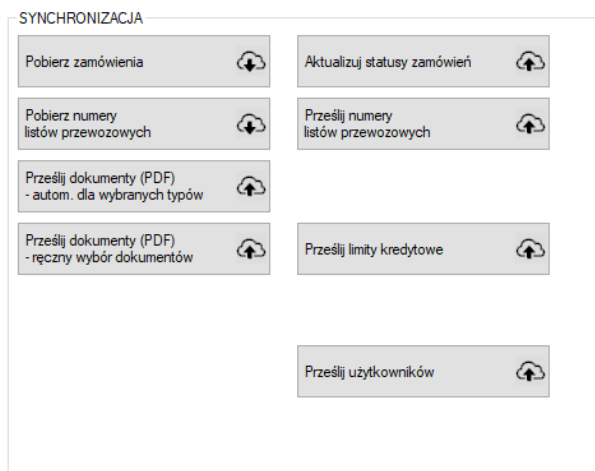 SYNCHRONIZACJA
Pobierz zamówienia
Aktualizuj statusy zamówień
Pobierz numery
listów przewozowych
Prześlij numery
listów przewozowych
Prześlij dokumenty (PDF)
- autom. dla wybranych typów
Prześlij dokumenty (PDF)
- ręczny wybór dokumentów
Prześlij limity kredytowe
Prześlij użytkowników